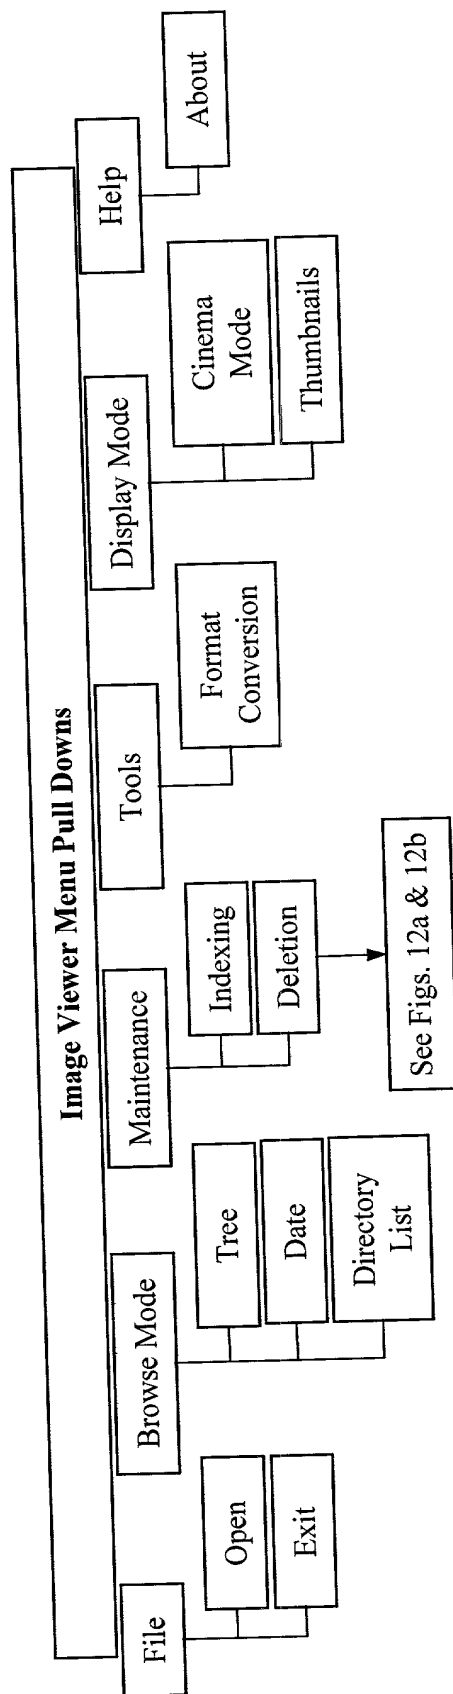 Image Viewer Menu Pull Downs
File
Open
Exit
Browse Mode
Tree
Date
Directory
List
Maintenance
Indexing
Deletion
See Figs. 12a & 12b
Tools
Format
Conversion
Display Mode
Cinema
Mode
Thumbnails
Help
About